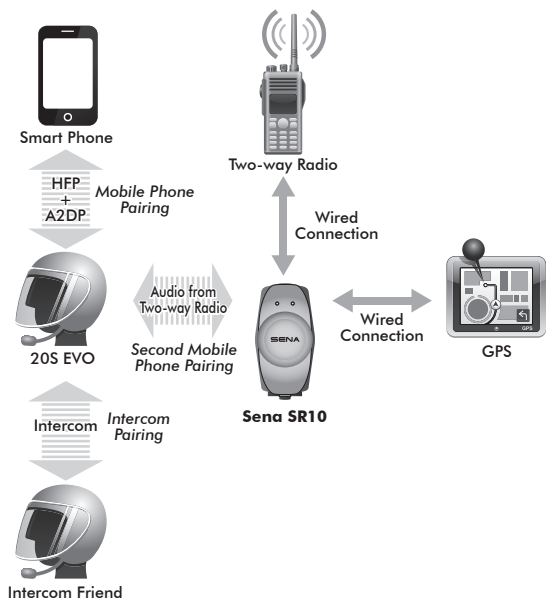 Smart Phone
Two-way Radio
HFP
+
A2DP
Mobile Phone
Pairing
Wired
Connection
Audio from
Two-way Radio
SENA
Wired
Connection
GPS
GPS
20S EVO
Second Mobile
Phone Pairing
Sena SR10
Intercom
Intercom
Pairing
Intercom Friend